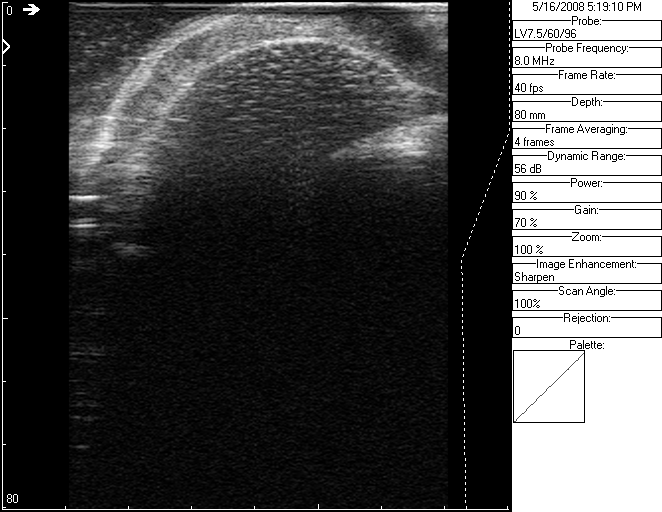 0
80
5/16/2008 5:19:10 PM
Probe:
LV7.5/60/96
Probe Frequency:
8.0 MHz
Frame Rate:
40 fps
Depth:
80 mm
Frame Averaging:
4 frames
Dynamic Range:
56 dB
Power:
90 %
Gain:
70 %
Zoom:
100 %
Image Enhancement:
Sharpen
Scan Angle:
100%
Rejection:
0
Palette: